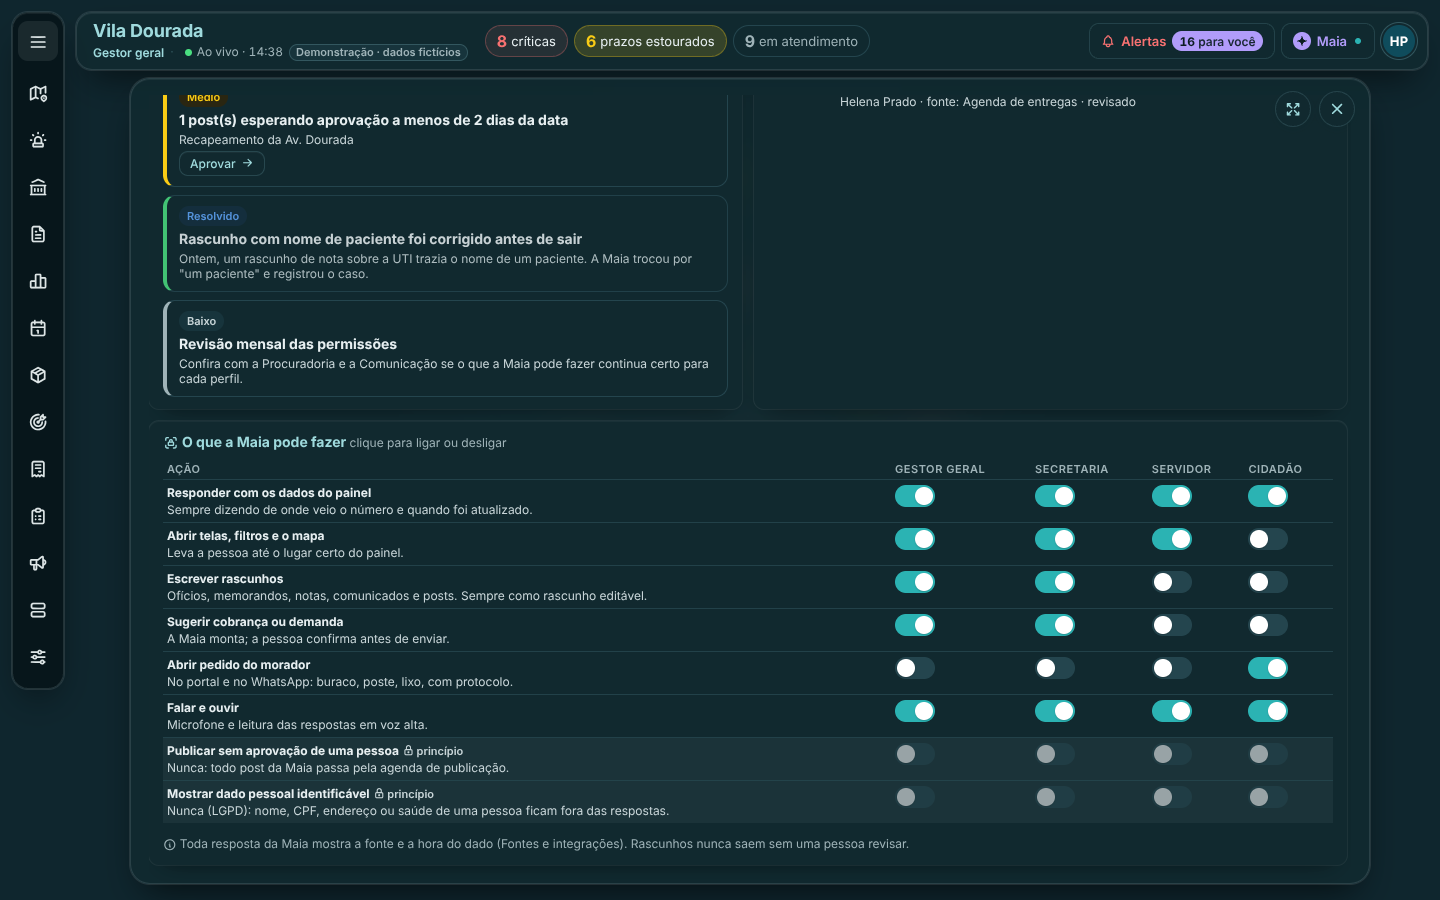 Vila Dourada
Gestor geral · Ao vivo · 14:38 Demonstração · dados fictícios
8 críticas
6 prazos estourados
9 em atendimento
Alertas 16 para você
Maia
HP
Médio
1 post(s) esperando aprovação a menos de 2 dias da data
Recapeamento da Av. Dourada
Aprovar →
Helena Prado · fonte: Agenda de entregas · revisado
Resolvido
Rascunho com nome de paciente foi corrigido antes de sair
Ontem, um rascunho de nota sobre a UTI trazia o nome de um paciente. A Maia trocou por
"um paciente" e registrou o caso.
Baixo
Revisão mensal das permissões
Confira com a Procuradoria e a Comunicação se o que a Maia pode fazer continua certo para
cada perfil.
O que a Maia pode fazer clique para ligar ou desligar
AÇÃO GESTOR GERAL SECRETARIA SERVIDOR CIDADÃO
Responder com os dados do painel
Sempre dizendo de onde veio o número e quando foi atualizado.
Abrir telas, filtros e o mapa
Leva a pessoa até o lugar certo do painel.
Escrever rascunhos
Ofícios, memorandos, notas, comunicados e posts. Sempre como rascunho editável.
Sugerir cobrança ou demanda
A Maia monta; a pessoa confirma antes de enviar.
Abrir pedido do morador
No portal e no WhatsApp: buraco, poste, lixo, com protocolo.
Falar e ouvir
Microfone e leitura das respostas em voz alta.
Publicar sem aprovação de uma pessoa princípio
Nunca: todo post da Maia passa pela agenda de publicação.
Mostrar dado pessoal identificável princípio
Nunca (LGPD): nome, CPF, endereço ou saúde de uma pessoa ficam fora das respostas.
Toda resposta da Maia mostra a fonte e a hora do dado (Fontes e integrações). Rascunhos nunca saem sem uma pessoa revisar.